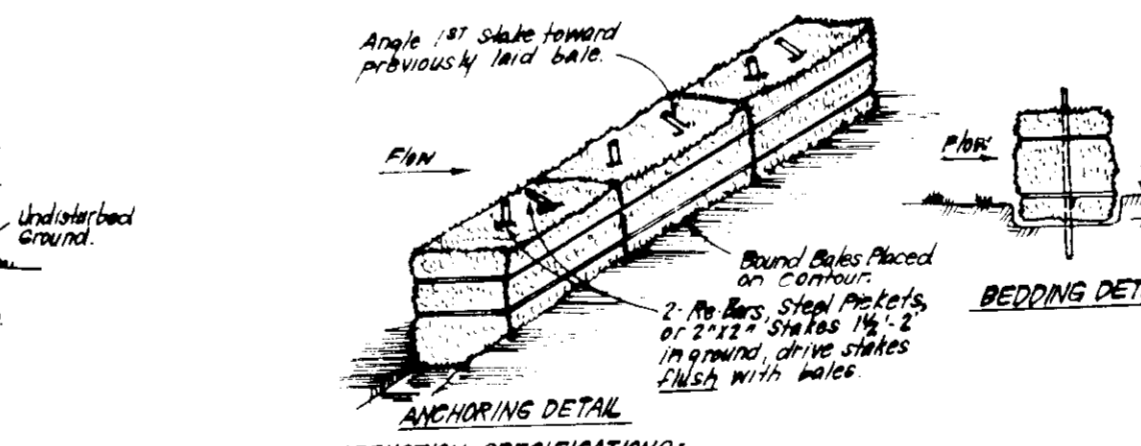 Angle 1ST stake toward
previously laid bale.
Flow
Flow
Undisturbed
Ground.
Bound Bales Placed
on contour.
2-Re-Bars, Steel Pickets,
or 2"x2" Stakes 1½'-2'
in ground, drive stakes
flush with bales.
BEDDING DET
ANCHORING DETAIL